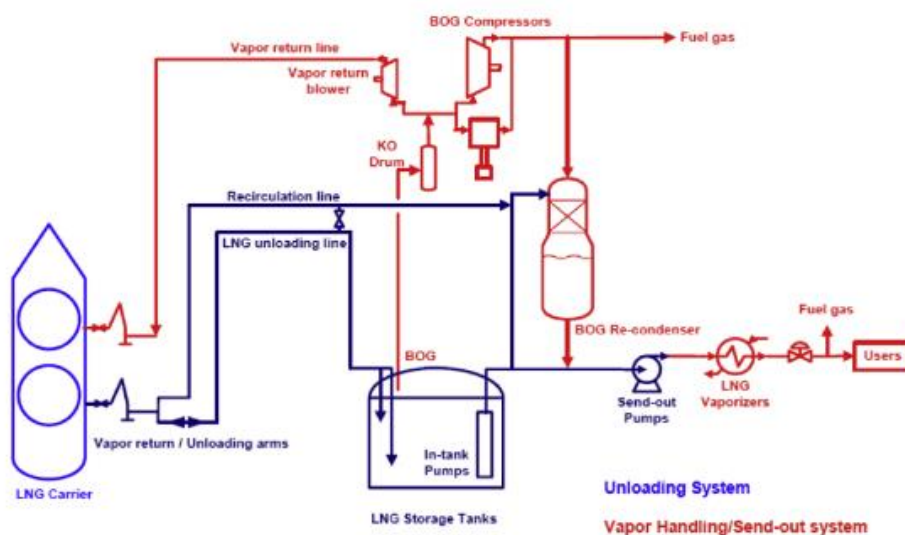 BOG Compressors
Fuel gas
Vapor return line
Vapor return
blower
KO
Drum
Recirculation line
LNG unloading line
BOG Re-condenser
Fuel gas
BOG
Users
LNG
Vaporizers
Send-out
Pumps
Vapor return / Unloading arms
In-tank
Pumps
LNG Carrier
Unloading System
LNG Storage Tanks
Vapor Handling/Send-out system